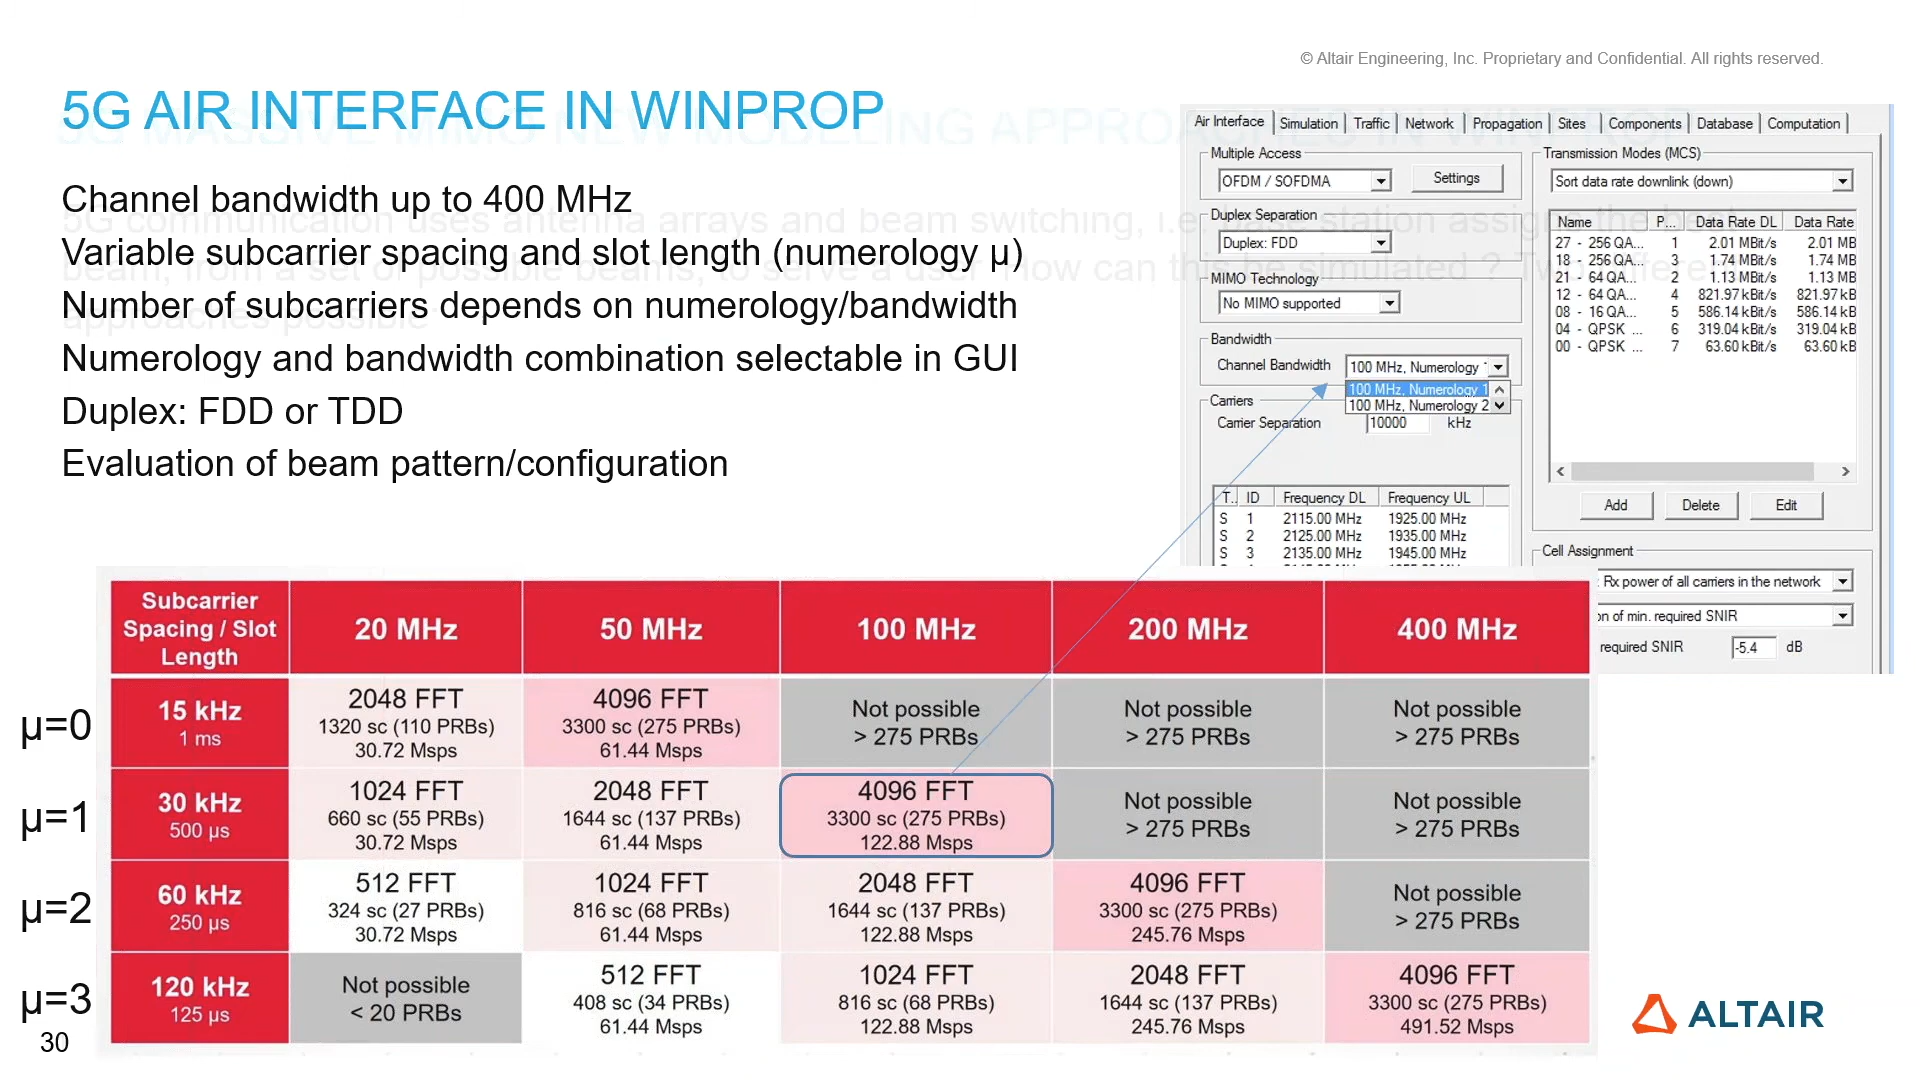 © Altair Engineering, Inc. Proprietary and Confidential. All rights reserved.
5G AIR INTERFACE IN WINPROP
Channel bandwidth up to 400 MHz
Variable subcarrier spacing and slot length (numerology μ)
Number of subcarriers depends on numerology/bandwidth
Numerology and bandwidth combination selectable in GUI
Duplex: FDD or TDD
Evaluation of beam pattern/configuration
Air Interface Simulation Traffic Network Propagation Sites Components Database Computation
Multiple Access
OFDM / SOFDMA Settings
Duplex Separation
Duplex: FDD
MIMO Technology
No MIMO supported
Bandwidth
Channel Bandwidth 100 MHz, Numerology
100 MHz, Numerology 1
100 MHz, Numerology 2
Carriers
Carrier Separation 10000 kHz
T.. ID Frequency DL Frequency UL
S 1 2115.00 MHz 1925.00 MHz
S 2 2125.00 MHz 1935.00 MHz
S 3 2135.00 MHz 1945.00 MHz
Transmission Modes (MCS)
Sort data rate downlink (down)
Name P... Data Rate DL Data Rate
27 - 256 QA... 1 2.01 MBit/s 2.01 MB
18 - 256 QA... 3 1.74 MBit/s 1.74 MB
21 - 64 QA... 2 1.13 MBit/s 1.13 MB
12 - 64 QA... 4 821.97 kBit/s 821.97 kB
08 - 16 QA... 5 586.14 kBit/s 586.14 kB
04 - QPSK ... 6 319.04 kBit/s 319.04 kB
00 - QPSK ... 7 63.60 kBit/s 63.60 kB
Add Delete Edit
Cell Assignment
Rx power of all carriers in the network
on of min. required SNIR
required SNIR -5.4 dB
Subcarrier Spacing / Slot Length 20 MHz 50 MHz 100 MHz 200 MHz 400 MHz
μ=0
15 kHz
1 ms
2048 FFT
1320 sc (110 PRBs)
30.72 Msps
4096 FFT
3300 sc (275 PRBs)
61.44 Msps
Not possible
> 275 PRBs
Not possible
> 275 PRBs
Not possible
> 275 PRBs
μ=1
30 kHz
500 μs
1024 FFT
660 sc (55 PRBs)
30.72 Msps
2048 FFT
1644 sc (137 PRBs)
61.44 Msps
4096 FFT
3300 sc (275 PRBs)
122.88 Msps
Not possible
> 275 PRBs
Not possible
> 275 PRBs
μ=2
60 kHz
250 μs
512 FFT
324 sc (27 PRBs)
30.72 Msps
1024 FFT
816 sc (68 PRBs)
61.44 Msps
2048 FFT
1644 sc (137 PRBs)
122.88 Msps
4096 FFT
3300 sc (275 PRBs)
245.76 Msps
Not possible
> 275 PRBs
μ=3
120 kHz
125 μs
Not possible
< 20 PRBs
512 FFT
408 sc (34 PRBs)
61.44 Msps
1024 FFT
816 sc (68 PRBs)
122.88 Msps
2048 FFT
1644 sc (137 PRBs)
245.76 Msps
4096 FFT
3300 sc (275 PRBs)
491.52 Msps
30
ALTAIR